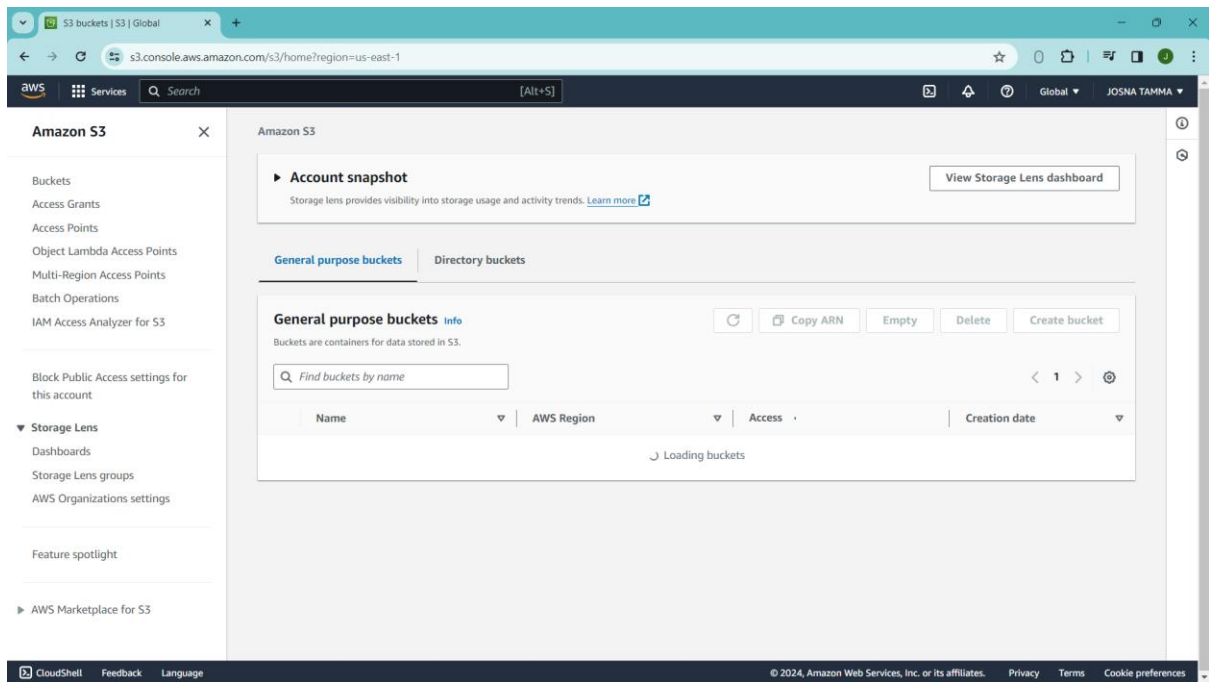 S3 buckets | S3 | Global
s3.console.aws.amazon.com/s3/home?region=us-east-1
aws Services Search [Alt+S] Global JOSNA TAMMA
Amazon S3
Buckets
Access Grants
Access Points
Object Lambda Access Points
Multi-Region Access Points
Batch Operations
IAM Access Analyzer for S3
Block Public Access settings for
this account
Storage Lens
Dashboards
Storage Lens groups
AWS Organizations settings
Feature spotlight
AWS Marketplace for S3
Amazon S3
Account snapshot
View Storage Lens dashboard
Storage lens provides visibility into storage usage and activity trends. Learn more
General purpose buckets Directory buckets
General purpose buckets Info
Copy ARN Empty Delete Create bucket
Buckets are containers for data stored in S3.
Find buckets by name
1
Name AWS Region Access Creation date
Loading buckets
CloudShell Feedback Language © 2024, Amazon Web Services, Inc. or its affiliates. Privacy Terms Cookie preferences